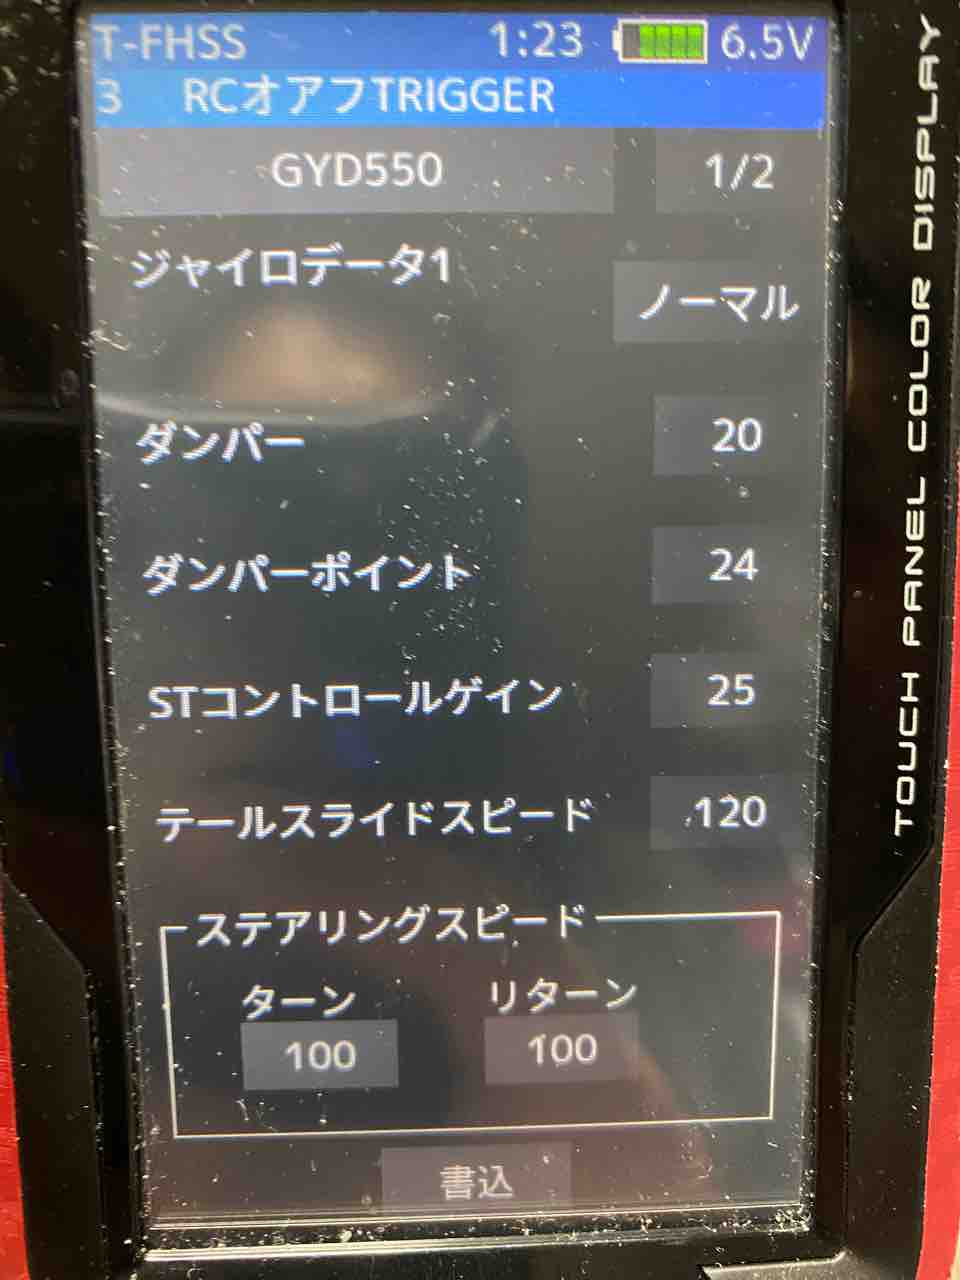 T-FHSS 1:23 6.5V
3 RCオアフTRIGGER
GYD550 1/2
ジャイロデータ1 ノーマル
ダンパー 20
ダンパーポイント 24
STコントロールゲイン 25
テールスライドスピード 120
ステアリングスピード
ターン リターン
100 100
書込
TOUCH PANEL COLOR DISPLAY